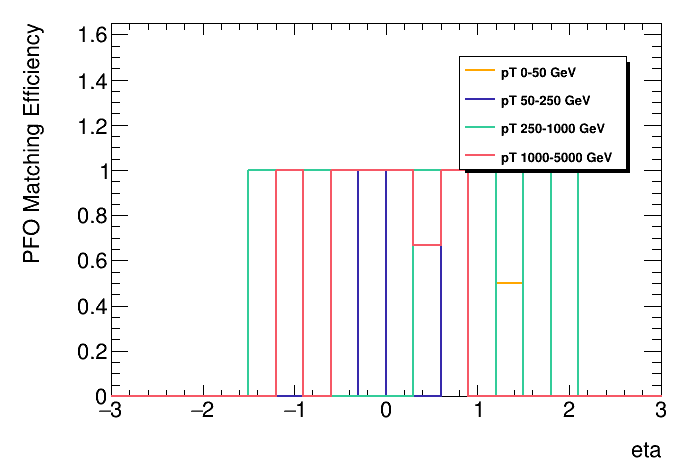 PFO Matching Efficiency
1.6
1.4
1.2
1
0.8
0.6
0.4
0.2
0
pT 0-50 GeV
pT 50-250 GeV
pT 250-1000 GeV
pT 1000-5000 GeV
−3 −2 −1 0 1 2 3
eta